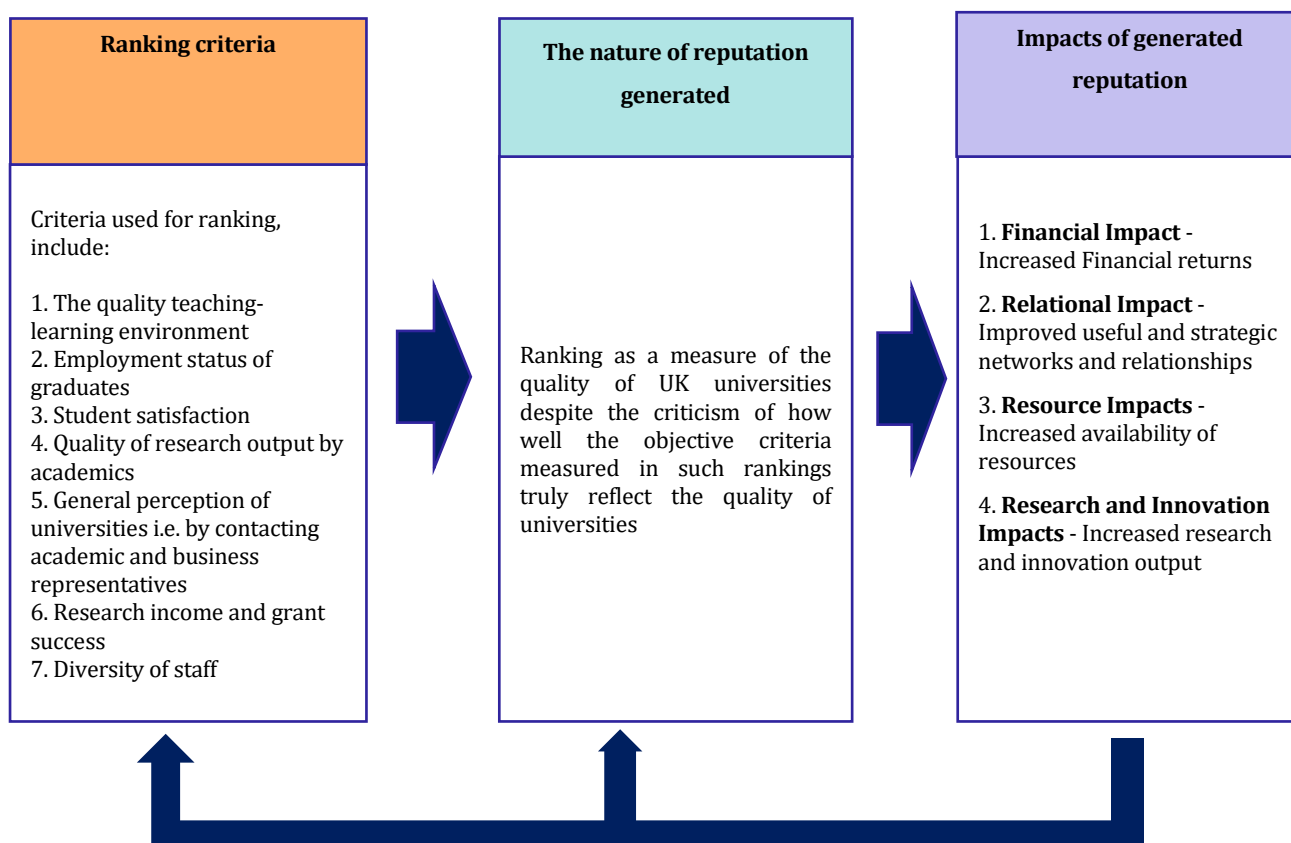 Ranking criteria
Criteria used for ranking,
include:
1. The quality teaching-
learning environment
2. Employment status of
graduates
3. Student satisfaction
4. Quality of research output by
academics
5. General perception of
universities i.e. by contacting
academic and business
representatives
6. Research income and grant
success
7. Diversity of staff
The nature of reputation
generated
Ranking as a measure of the
quality of UK universities
despite the criticism of how
well the objective criteria
measured in such rankings
truly reflect the quality of
universities
Impacts of generated
reputation
1. Financial Impact -
Increased Financial returns
2. Relational Impact -
Improved useful and strategic
networks and relationships
3. Resource Impacts -
Increased availability of
resources
4. Research and Innovation
Impacts - Increased research
and innovation output